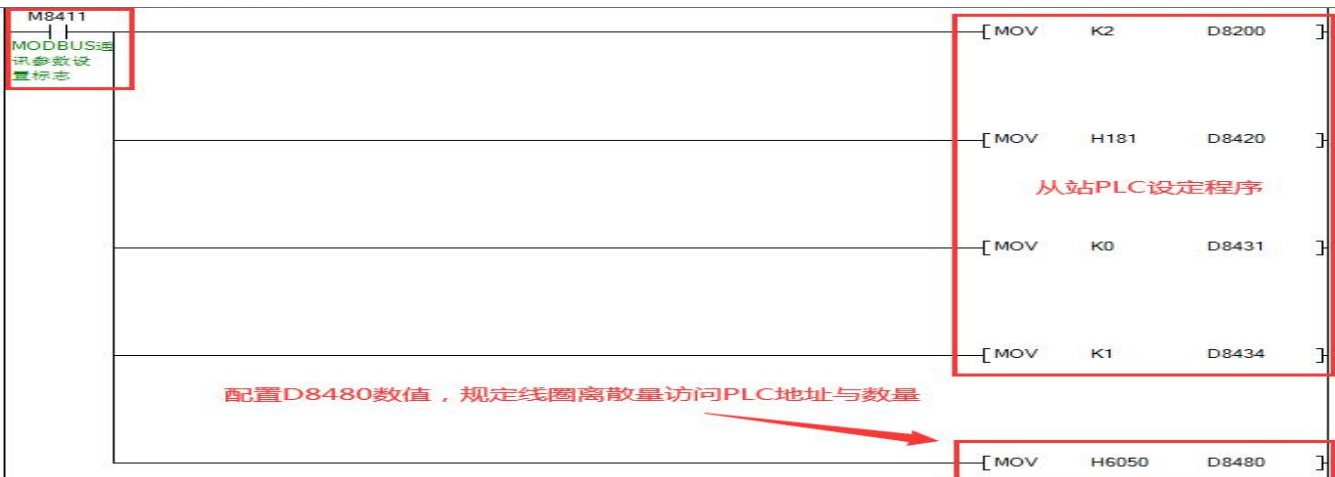 M8411
MODBUS通
讯参数设
置标志
MOV K2 D8200
MOV H181 D8420
从站PLC设定程序
MOV K0 D8431
MOV K1 D8434
配置D8480数值，规定线圈离散量访问PLC地址与数量
MOV H6050 D8480